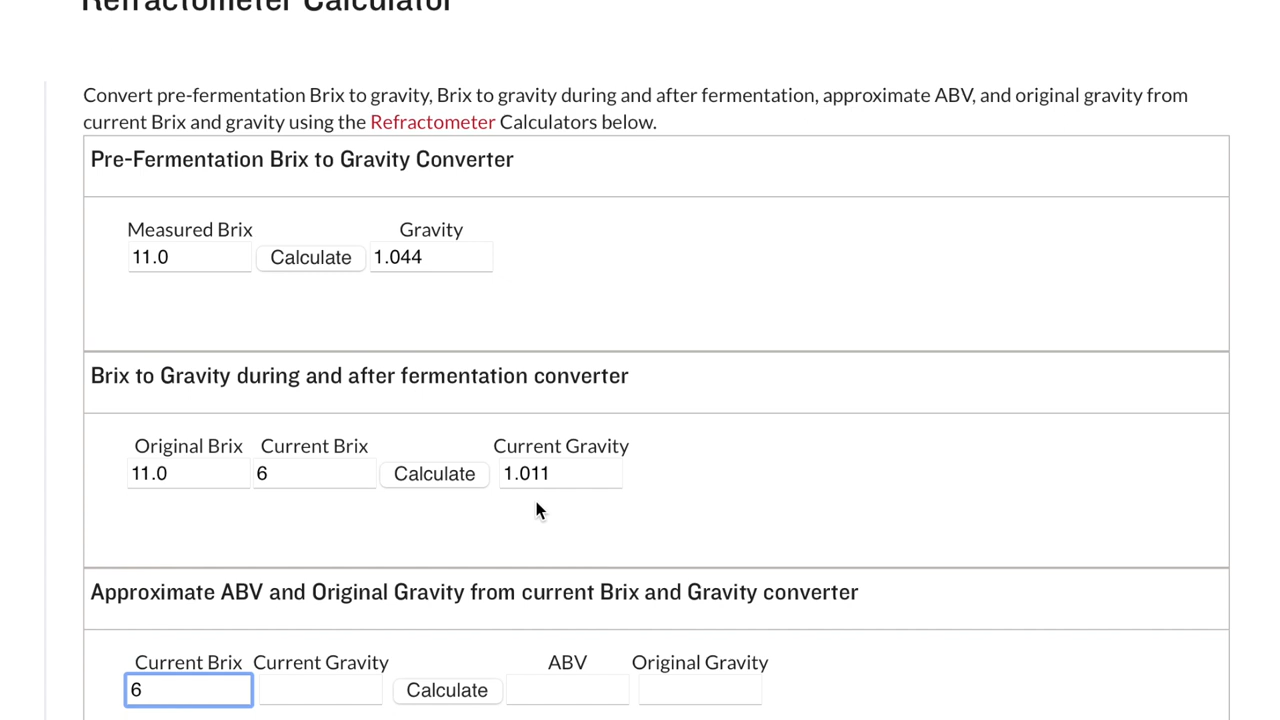 Refractometer Calculator
Convert pre-fermentation Brix to gravity, Brix to gravity during and after fermentation, approximate ABV, and original gravity from
current Brix and gravity using the Refractometer Calculators below.
Pre-Fermentation Brix to Gravity Converter
Measured Brix Gravity
11.0 Calculate 1.044
Brix to Gravity during and after fermentation converter
Original Brix Current Brix Current Gravity
11.0 6 Calculate 1.011
Approximate ABV and Original Gravity from current Brix and Gravity converter
Current Brix Current Gravity ABV Original Gravity
6 Calculate